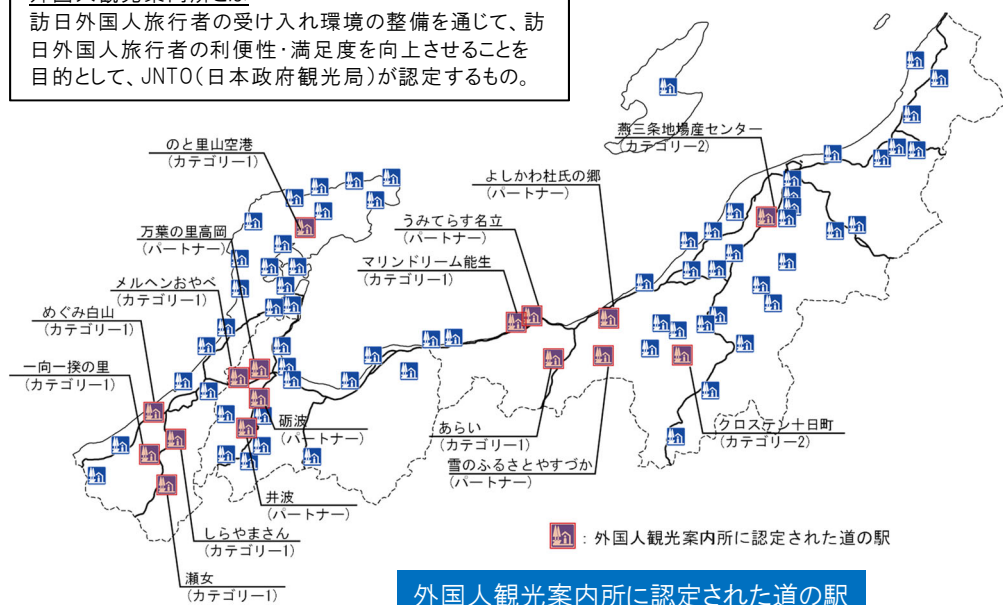 外国人観光案内所とは
訪日外国人旅行者の受け入れ環境の整備を通じて、訪
日外国人旅行者の利便性・満足度を向上させることを
目的として、JNTO(日本政府観光局)が認定するもの。
のと里山空港
(カテゴリー1)
万葉の里高岡
(パートナー)
メルヘンおやべ
(カテゴリー1)
めぐみ白山
(カテゴリー1)
一向一揆の里
(カテゴリー1)
燕三条地場産センター
(カテゴリー2)
よしかわ杜氏の郷
(パートナー)
うみてらす名立
(パートナー)
マリンドリーム能生
(カテゴリー1)
砺波
(パートナー)
井波
(パートナー)
しらやまさん
(カテゴリー1)
瀬女
(カテゴリー1)
あらい
(カテゴリー1)
雪のふるさとやすづか
(パートナー)
クロステン十日町
(カテゴリー2)
：外国人観光案内所に認定された道の駅
外国人観光案内所に認定された道の駅